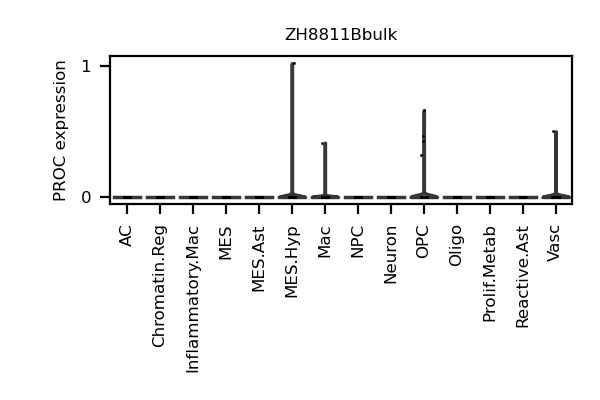 ZH8811Bbulk
PROC expression
1
0
AC
Chromatin.Reg
Inflammatory.Mac
MES
MES.Ast
MES.Hyp
Mac
NPC
Neuron
OPC
Oligo
Prolif.Metab
Reactive.Ast
Vasc